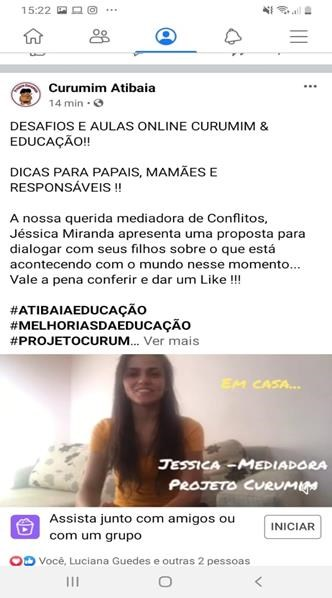 15:22
Curumim Atibaia
14 min
DESAFIOS E AULAS ONLINE CURUMIM &
EDUCAÇÃO!!
DICAS PARA PAPAIS, MAMÃES E
RESPONSÁVEIS !!
A nossa querida mediadora de Conflitos,
Jéssica Miranda apresenta uma proposta para
dialogar com seus filhos sobre o que está
acontecendo com o mundo nesse momento...
Vale a pena conferir e dar um Like !!!
#ATIBAIAEDUCAÇÃO
#MELHORIASDAEDUCAÇÃO
#PROJETOCURUM... Ver mais
EM CASA...
JESSICA -MEDIADORA
PROJETO CURUMIM
Assista junto com amigos ou
com um grupo
INICIAR
Você, Luciana Guedes e outras 2 pessoas